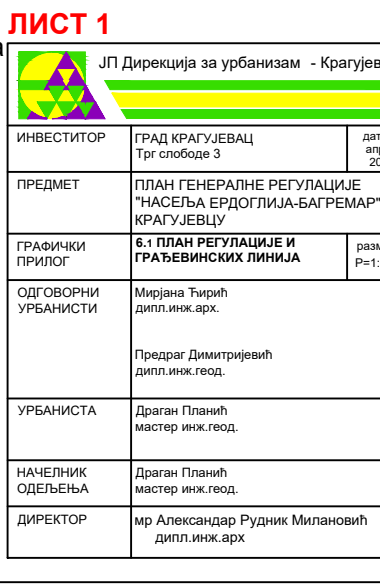 ЛИСТ 1
ЈП Дирекција за урбанизам - Крагујев
ИНВЕСТИТОР
ГРАД КРАГУЈЕВАЦ
Трг слободе 3
ПРЕДМЕТ
ПЛАН ГЕНЕРАЛНЕ РЕГУЛАЦИЈЕ
"НАСЕЉА ЕРДОГЛИЈА-БАГРЕМАР"
КРАГУЈЕВЦУ
ГРАФИЧКИ
ПРИЛОГ
6.1 ПЛАН РЕГУЛАЦИЈЕ И
ГРАЂЕВИНСКИХ ЛИНИЈА
разм
Р=1:
ОДГОВОРНИ
УРБАНИСТИ
Мирјана Ћирић
дипл.инж.арх.
Предраг Димитријевић
дипл.инж.геод.
УРБАНИСТА
Драган Планић
мастер инж.геод.
НАЧЕЛНИК
ОДЕЉЕЊА
Драган Планић
мастер инж.геод.
ДИРЕКТОР
мр Александар Рудник Милановић
дипл.инж.арх